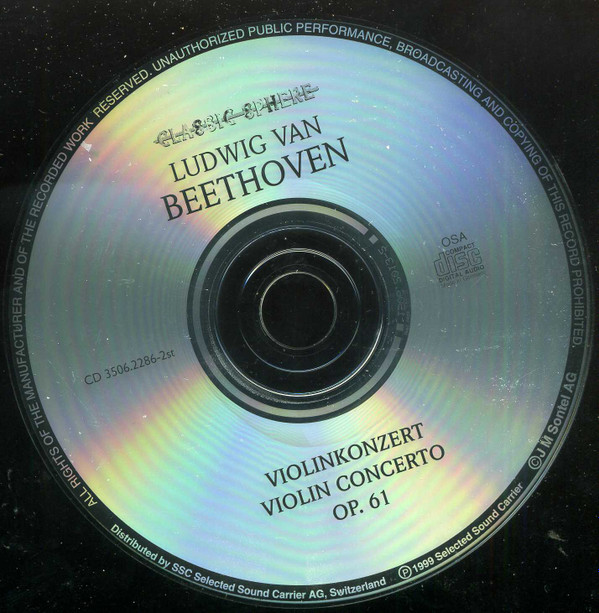 ALL RIGHTS OF THE MANUFACTURER AND OF THE RECORDED WORK RESERVED. UNAUTHORIZED PUBLIC PERFORMANCE, BROADCASTING AND COPYING OF THIS RECORD PROHIBITED.
CLASSIC SPHERE
LUDWIG VAN
BEETHOVEN
OSA
COMPACT
disc
DIGITAL AUDIO
CD 3506.2286-2st
VIOLINKONZERT
VIOLIN CONCERTO
OP. 61
Distributed by SSC Selected Sound Carrier AG, Switzerland ℗ 1999 Selected Sound Carrier © J M Sontel AG